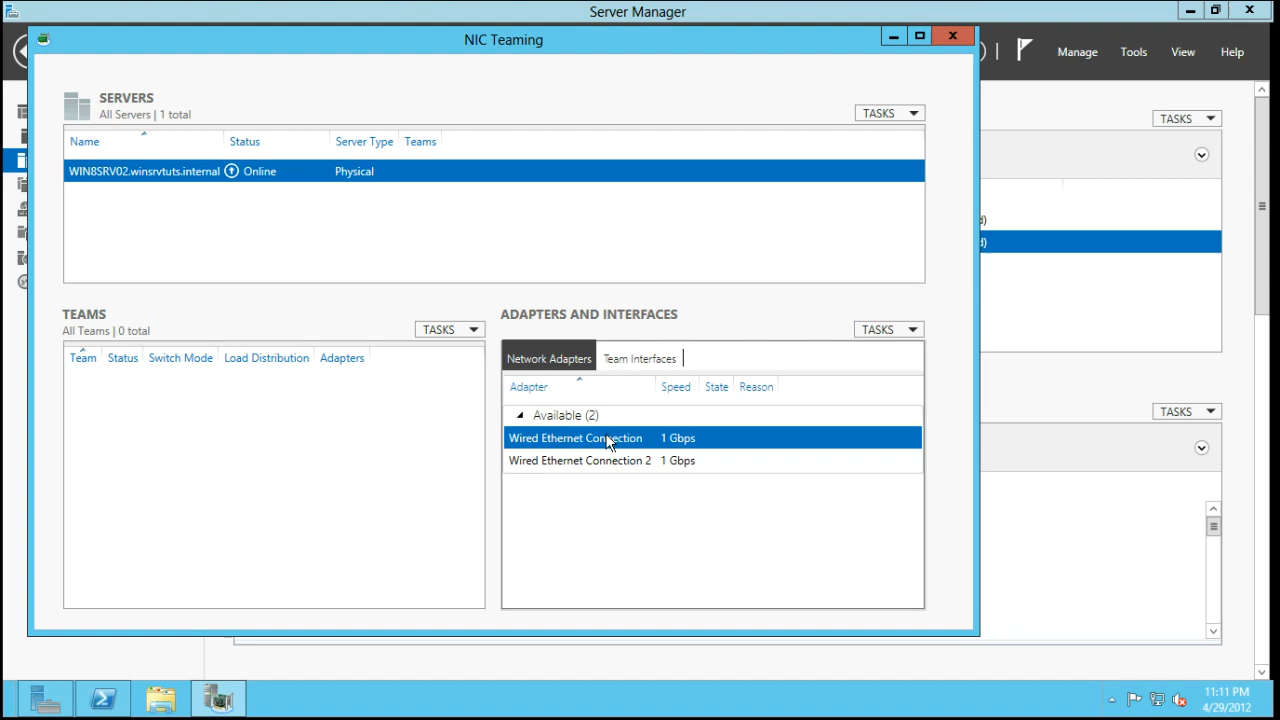 Server Manager
NIC Teaming
Manage Tools View Help
SERVERS
All Servers | 1 total
TASKS
TASKS
Name Status Server Type Teams
WIN8SRV02.winsrvtuts.internal Online Physical
d)
d)
TEAMS
All Teams | 0 total
TASKS
Team Status Switch Mode Load Distribution Adapters
ADAPTERS AND INTERFACES
TASKS
Network Adapters Team Interfaces
Adapter Speed State Reason
Available (2)
Wired Ethernet Connection 1 Gbps
Wired Ethernet Connection 2 1 Gbps
TASKS
11:11 PM
4/29/2012